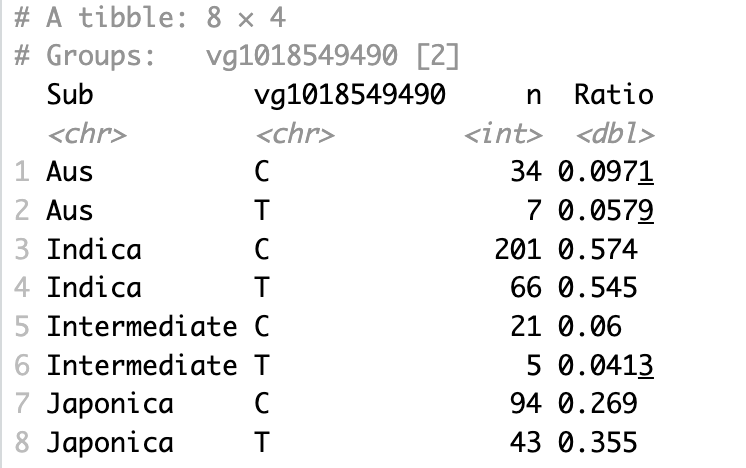 # A tibble: 8 × 4
# Groups:   vg1018549490 [2]
  Sub          vg1018549490     n  Ratio
  <chr>        <chr>        <int>  <dbl>
1 Aus          C               34 0.0971
2 Aus          T                7 0.0579
3 Indica       C              201 0.574
4 Indica       T               66 0.545
5 Intermediate C               21 0.06
6 Intermediate T                5 0.0413
7 Japonica     C               94 0.269
8 Japonica     T               43 0.355